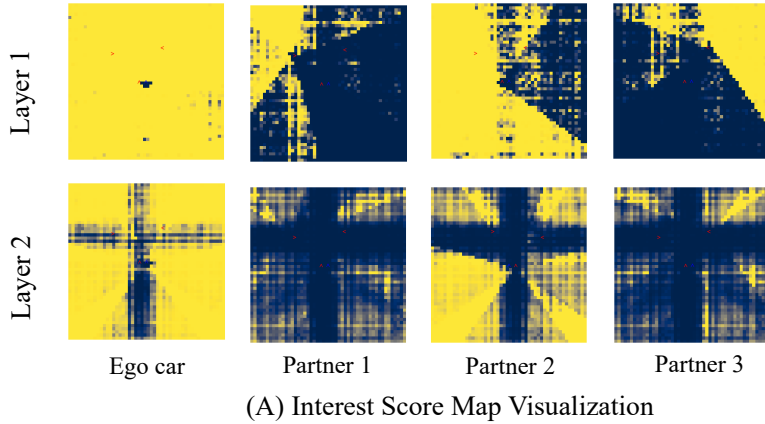 Layer 1
Layer 2
Ego car
Partner 1
Partner 2
Partner 3
(A) Interest Score Map Visualization